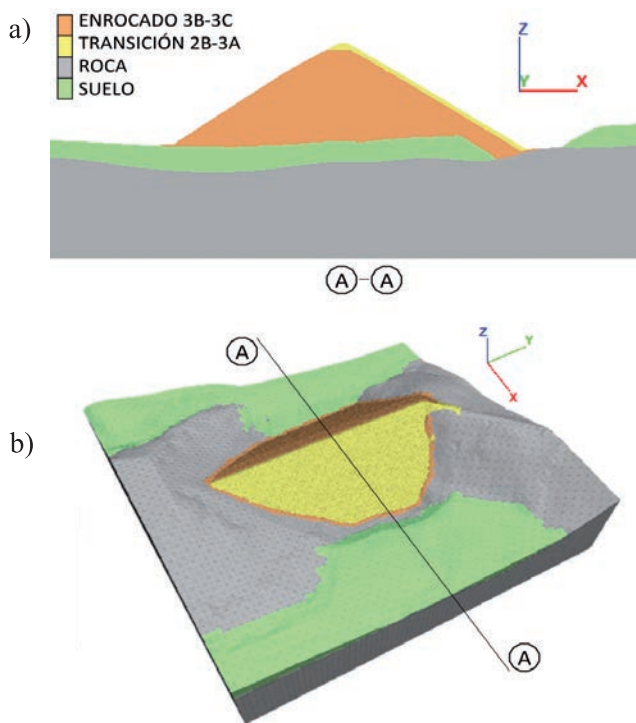 a)
ENROCADO 3B-3C
TRANSICIÓN 2B-3A
ROCA
SUELO
Z
Y
X
A-A
b)
A
Z
Y
X
A